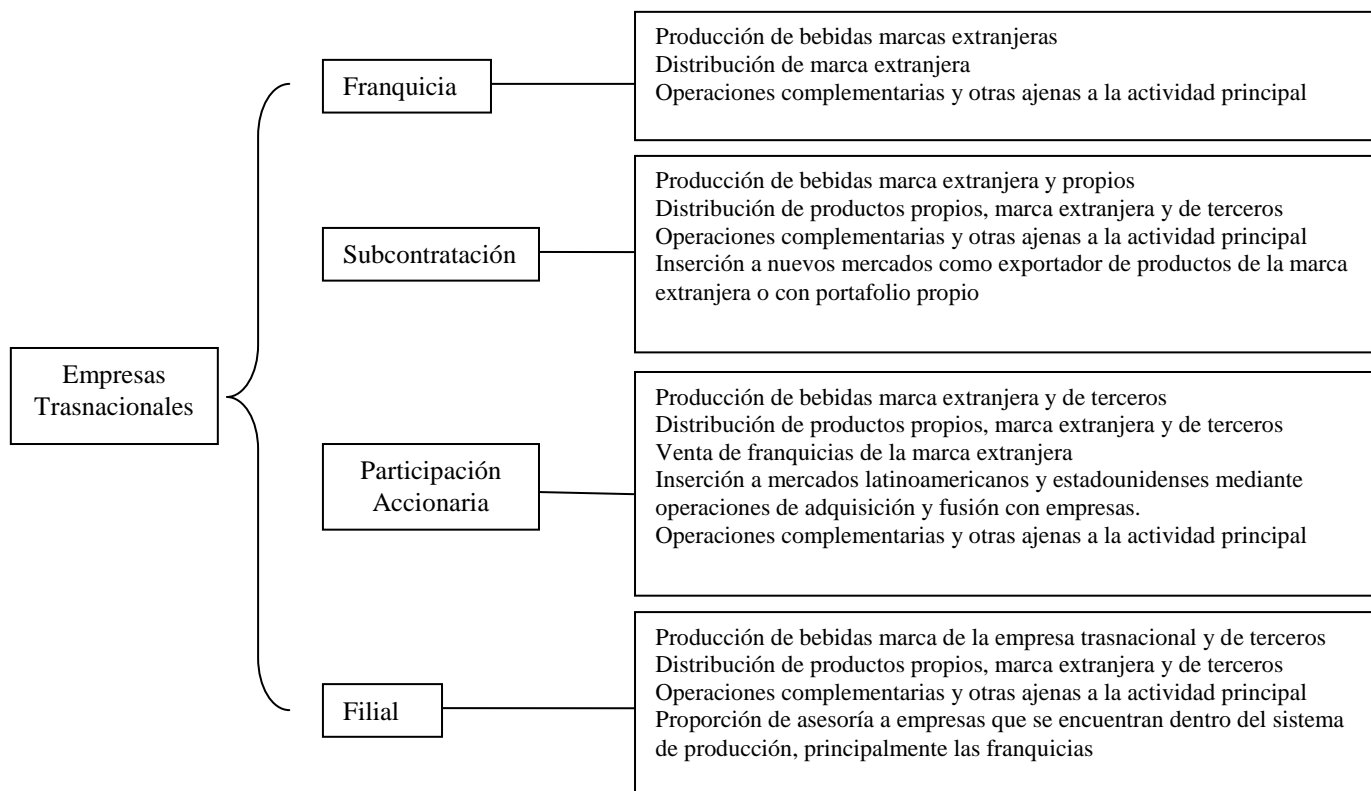 Empresas
Trasnacionales
Franquicia
Producción de bebidas marcas extranjeras
Distribución de marca extranjera
Operaciones complementarias y otras ajenas a la actividad principal
Subcontratación
Producción de bebidas marca extranjera y propios
Distribución de productos propios, marca extranjera y de terceros
Operaciones complementarias y otras ajenas a la actividad principal
Inserción a nuevos mercados como exportador de productos de la marca
extranjera o con portafolio propio
Participación
Accionaria
Producción de bebidas marca extranjera y de terceros
Distribución de productos propios, marca extranjera y de terceros
Venta de franquicias de la marca extranjera
Inserción a mercados latinoamericanos y estadounidenses mediante
operaciones de adquisición y fusión con empresas.
Operaciones complementarias y otras ajenas a la actividad principal
Filial
Producción de bebidas marca de la empresa trasnacional y de terceros
Distribución de productos propios, marca extranjera y de terceros
Operaciones complementarias y otras ajenas a la actividad principal
Proporción de asesoría a empresas que se encuentran dentro del sistema
de producción, principalmente las franquicias